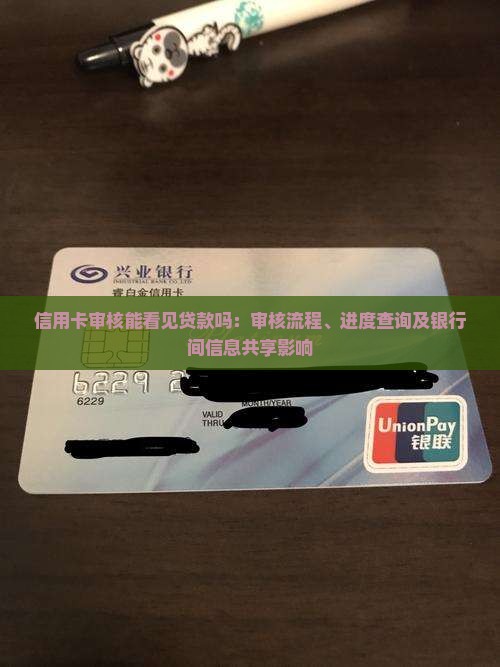 兴业银行
INDUSTRIAL BANK CO.,LTD.
睿白金信用卡
信用卡审核能看见贷款吗：审核流程、进度查询及银行
间信息共享影响
6229 2
6229
MONTH/YEAR
VALID
THRU
UnionPay
银联